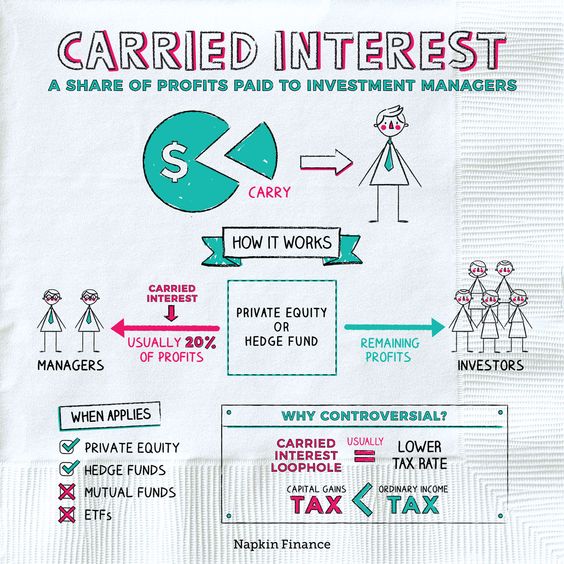 CARRIED INTEREST
A SHARE OF PROFITS PAID TO INVESTMENT MANAGERS
$
CARRY
HOW IT WORKS
CARRIED
INTEREST
USUALLY 20%
OF PROFITS
MANAGERS
PRIVATE EQUITY
OR
HEDGE FUND
REMAINING
PROFITS
INVESTORS
WHEN APPLIES
PRIVATE EQUITY
HEDGE FUNDS
MUTUAL FUNDS
ETFs
WHY CONTROVERSIAL?
CARRIED
INTEREST
LOOPHOLE
USUALLY
=
LOWER
TAX RATE
CAPITAL GAINS
TAX
<
ORDINARY INCOME
TAX
Napkin Finance